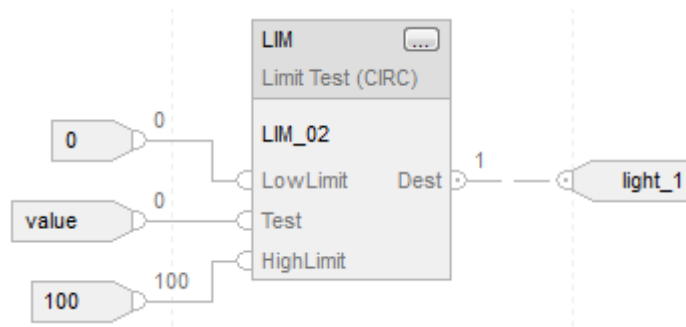 LIM
...
Limit Test (CIRC)
LIM_02
0
0
LowLimit
Dest
1
light_1
value
0
Test
100
100
HighLimit